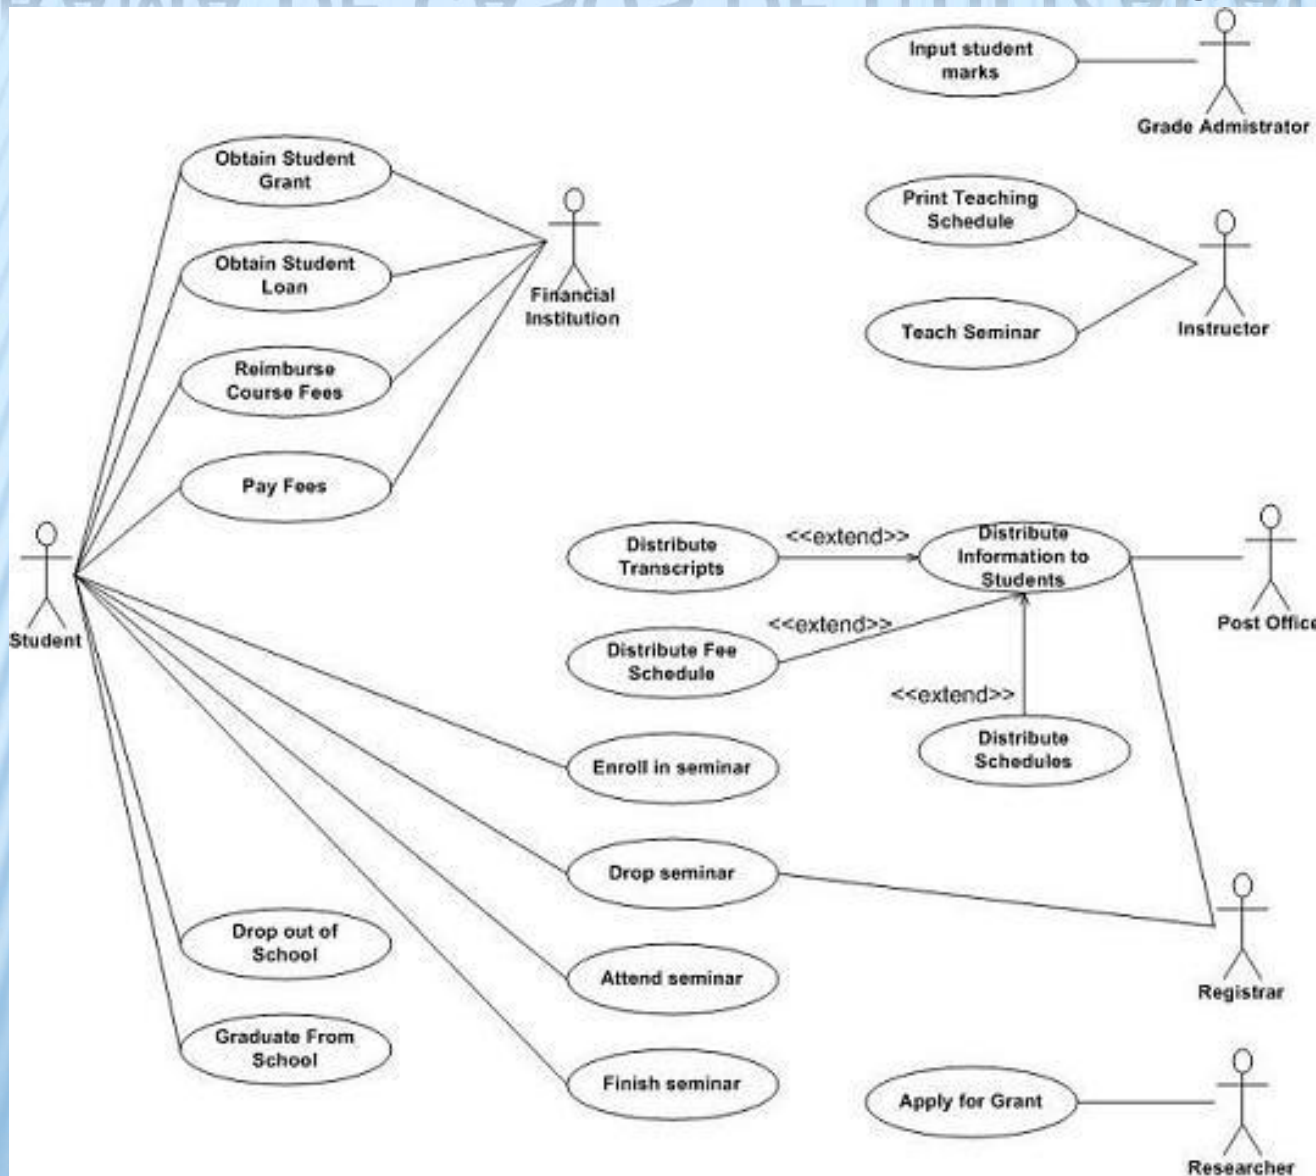 Input student
marks
Grade Admistrator
Obtain Student
Grant
Print Teaching
Schedule
Obtain Student
Loan
Financial
Institution
Teach Seminar
Instructor
Reimburse
Course Fees
Pay Fees
Student
Distribute
Transcripts
<<extend>>
Distribute
Information to
Students
Post Office
<<extend>>
Distribute Fee
Schedule
<<extend>>
Distribute
Schedules
Enroll in seminar
Drop seminar
Drop out of
School
Attend seminar
Registrar
Graduate From
School
Finish seminar
Apply for Grant
Researcher